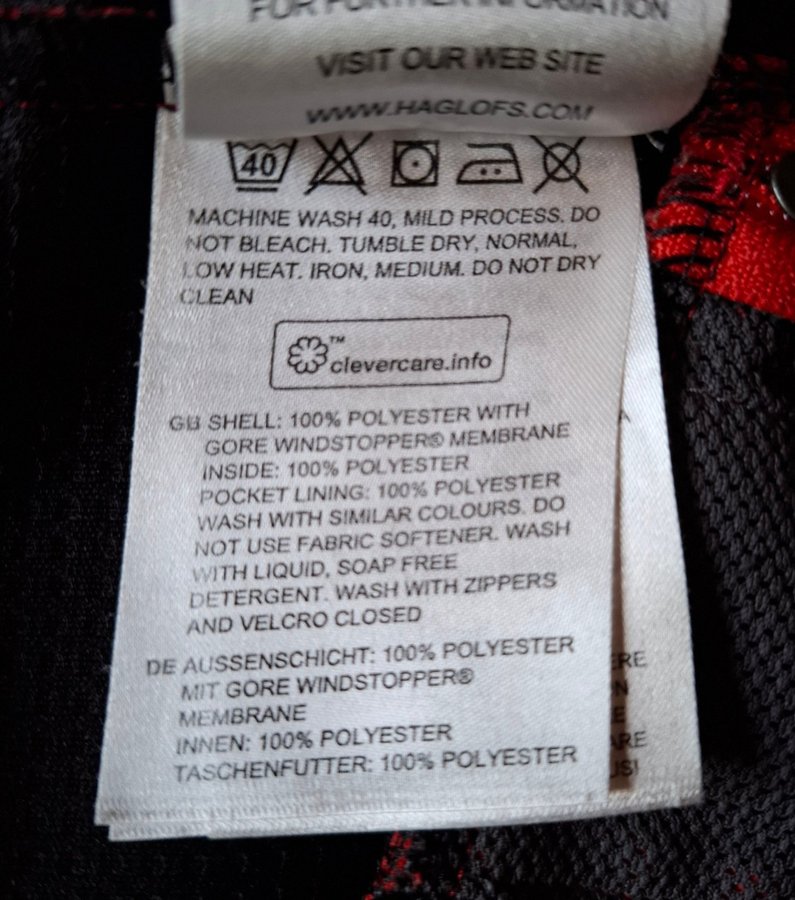 FOR FURTHER INFORMATION
VISIT OUR WEB SITE
WWW.HAGLOFS.COM
40
MACHINE WASH 40, MILD PROCESS. DO
NOT BLEACH. TUMBLE DRY, NORMAL,
LOW HEAT. IRON, MEDIUM. DO NOT DRY
CLEAN
™
clevercare.info
GB SHELL: 100% POLYESTER WITH
GORE WINDSTOPPER® MEMBRANE
INSIDE: 100% POLYESTER
POCKET LINING: 100% POLYESTER
WASH WITH SIMILAR COLOURS. DO
NOT USE FABRIC SOFTENER. WASH
WITH LIQUID, SOAP FREE
DETERGENT. WASH WITH ZIPPERS
AND VELCRO CLOSED
DE AUSSENSCHICHT: 100% POLYESTER
MIT GORE WINDSTOPPER®
MEMBRANE
INNEN: 100% POLYESTER
TASCHENFUTTER: 100% POLYESTER